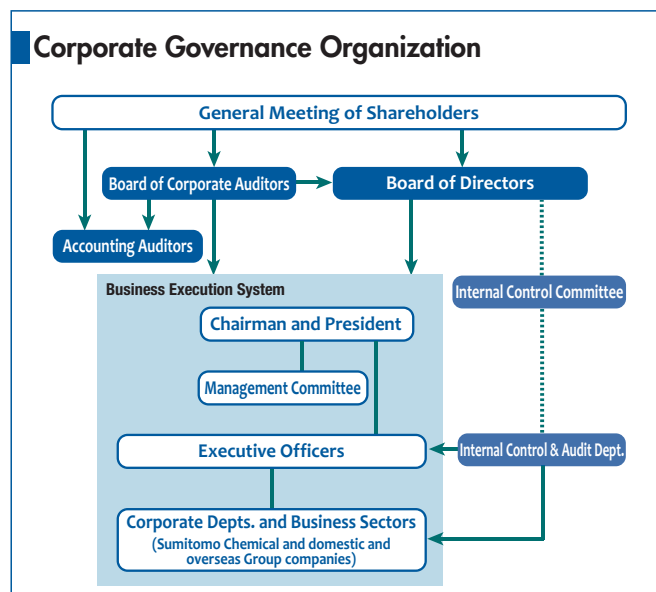 Corporate Governance Organization
General Meeting of Shareholders
Board of Corporate Auditors
Board of Directors
Accounting Auditors
Business Execution System
Internal Control Committee
Chairman and President
Management Committee
Executive Officers
Internal Control & Audit Dept.
Corporate Depts. and Business Sectors
(Sumitomo Chemical and domestic and
overseas Group companies)